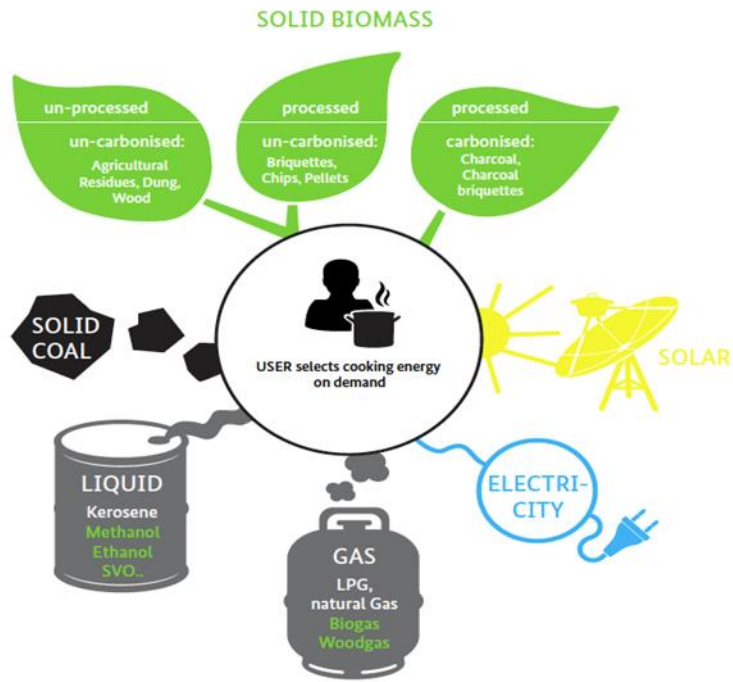 SOLID BIOMASS
un-processed
un-carbonised:
Agricultural
Residues, Dung,
Wood
processed
un-carbonised:
Briquettes,
Chips, Pellets
processed
carbonised:
Charcoal,
Charcoal
briquettes
SOLID
COAL
USER selects cooking energy
on demand
SOLAR
LIQUID
Kerosene
Methanol
Ethanol
SVO..
GAS
LPG,
natural Gas
Biogas
Woodgas
ELECTRI-
CITY